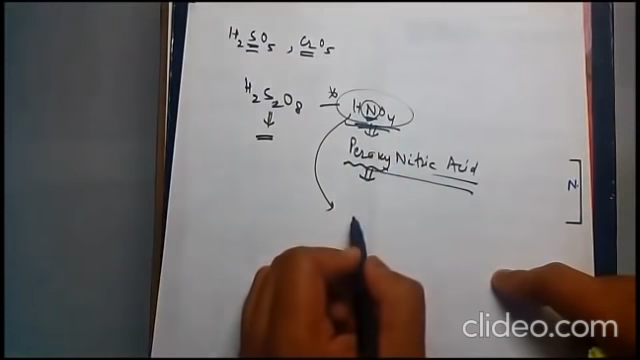 H₂SO₅ , CrO₅
H₂S₂O₈
HNO₄
Peroxy Nitric Acid
N
clideo.com